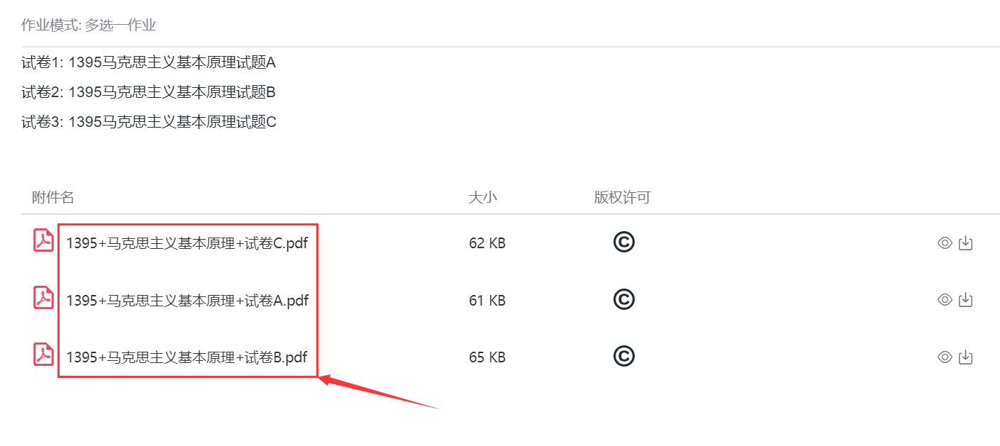 作业模式: 多选一作业
试卷1: 1395马克思主义基本原理试题A
试卷2: 1395马克思主义基本原理试题B
试卷3: 1395马克思主义基本原理试题C
附件名 大小 版权许可
1395+马克思主义基本原理+试卷C.pdf 62 KB ©
1395+马克思主义基本原理+试卷A.pdf 61 KB ©
1395+马克思主义基本原理+试卷B.pdf 65 KB ©